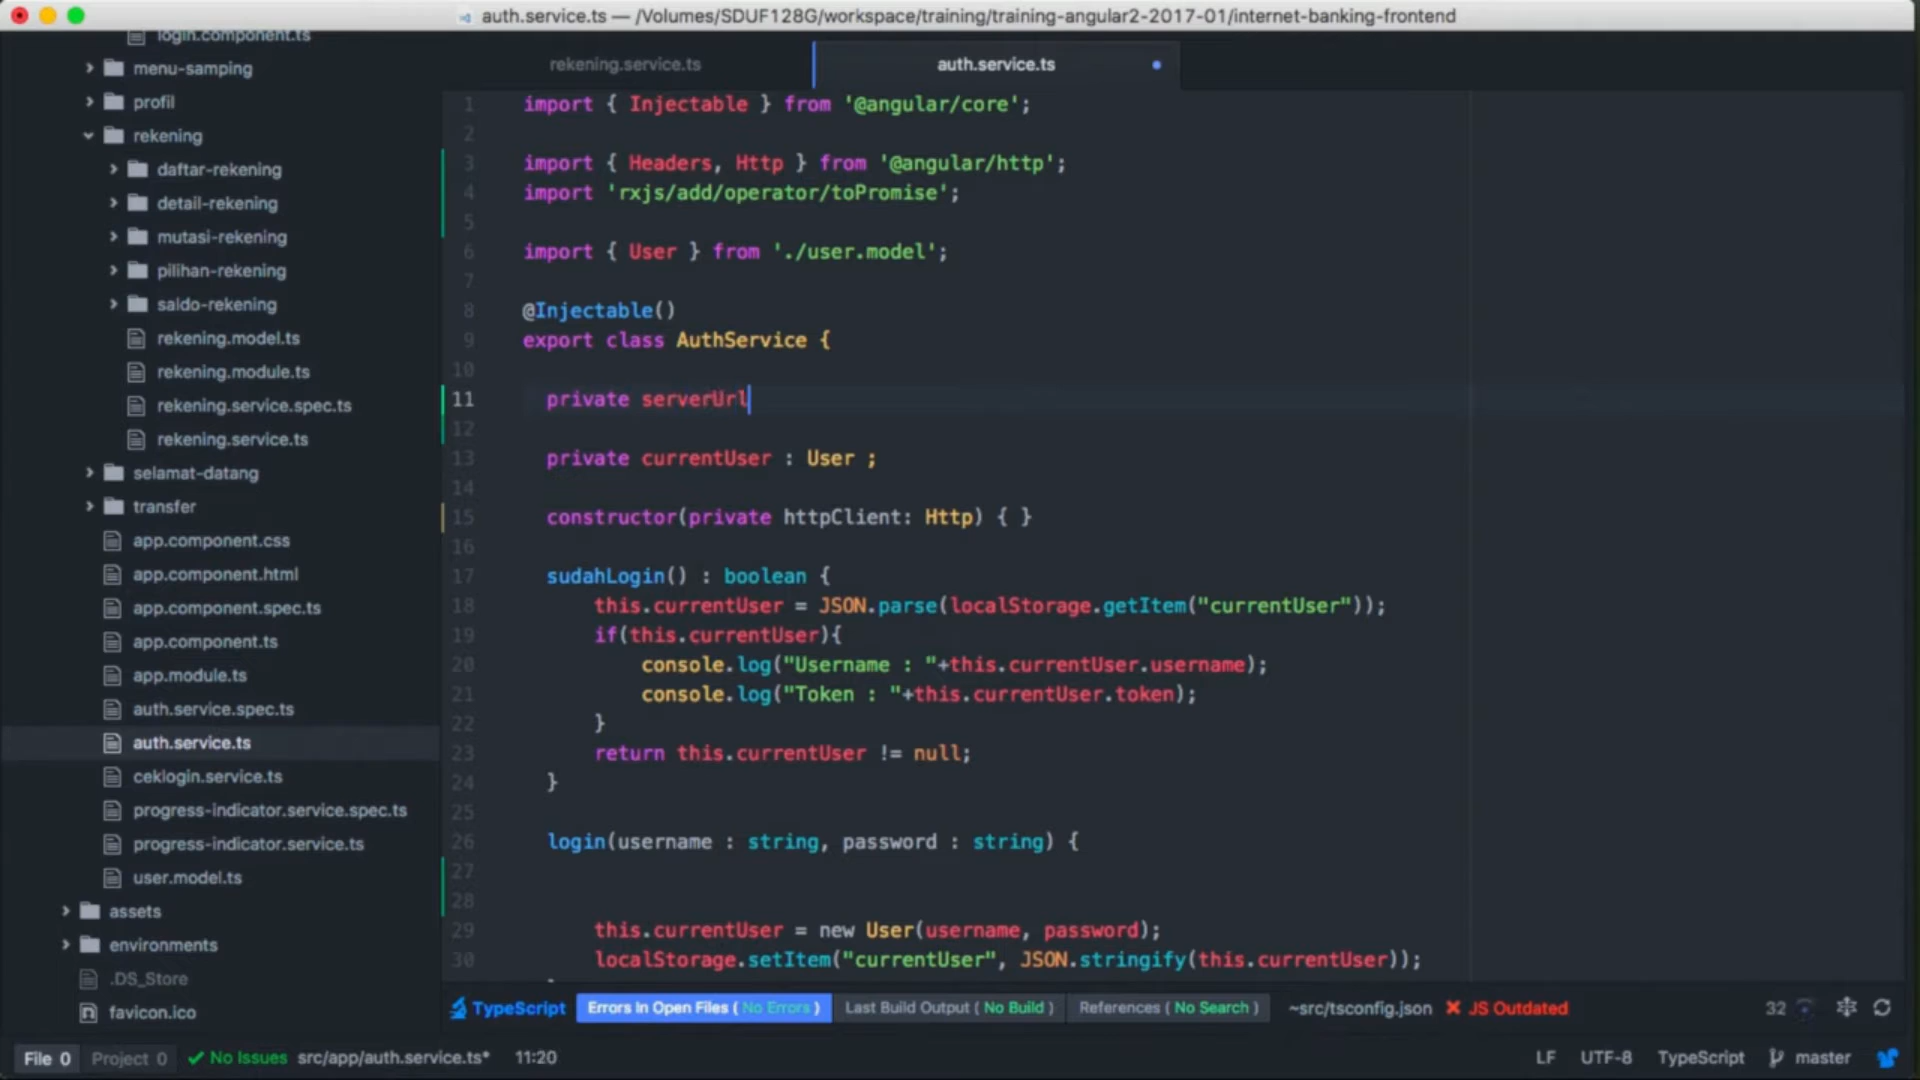 auth.service.ts — /Volumes/SDUF128G/workspace/training/training-angular2-2017-01/internet-banking-frontend
login.component.ts
menu-samping
profil
rekening
daftar-rekening
detail-rekening
mutasi-rekening
pilihan-rekening
saldo-rekening
rekening.model.ts
rekening.module.ts
rekening.service.spec.ts
rekening.service.ts
selamat-datang
transfer
app.component.css
app.component.html
app.component.spec.ts
app.component.ts
app.module.ts
auth.service.spec.ts
auth.service.ts
ceklogin.service.ts
progress-indicator.service.spec.ts
progress-indicator.service.ts
user.model.ts
assets
environments
.DS_Store
favicon.ico
rekening.service.ts
auth.service.ts
1 import { Injectable } from '@angular/core';
2
3 import { Headers, Http } from '@angular/http';
4 import 'rxjs/add/operator/toPromise';
5
6 import { User } from './user.model';
7
8 @Injectable()
9 export class AuthService {
10
11 private serverUrl
12
13 private currentUser : User ;
14
15 constructor(private httpClient: Http) { }
16
17 sudahLogin() : boolean {
18 this.currentUser = JSON.parse(localStorage.getItem("currentUser"));
19 if(this.currentUser){
20 console.log("Username : "+this.currentUser.username);
21 console.log("Token : "+this.currentUser.token);
22 }
23 return this.currentUser != null;
24 }
25
26 login(username : string, password : string) {
27
28
29 this.currentUser = new User(username, password);
30 localStorage.setItem("currentUser", JSON.stringify(this.currentUser));
TypeScript Errors In Open Files ( No Errors ) Last Build Output ( No Build ) References ( No Search ) ~src/tsconfig.json JS Outdated 32
File 0 Project 0 No Issues src/app/auth.service.ts* 11:20 LF UTF-8 TypeScript master